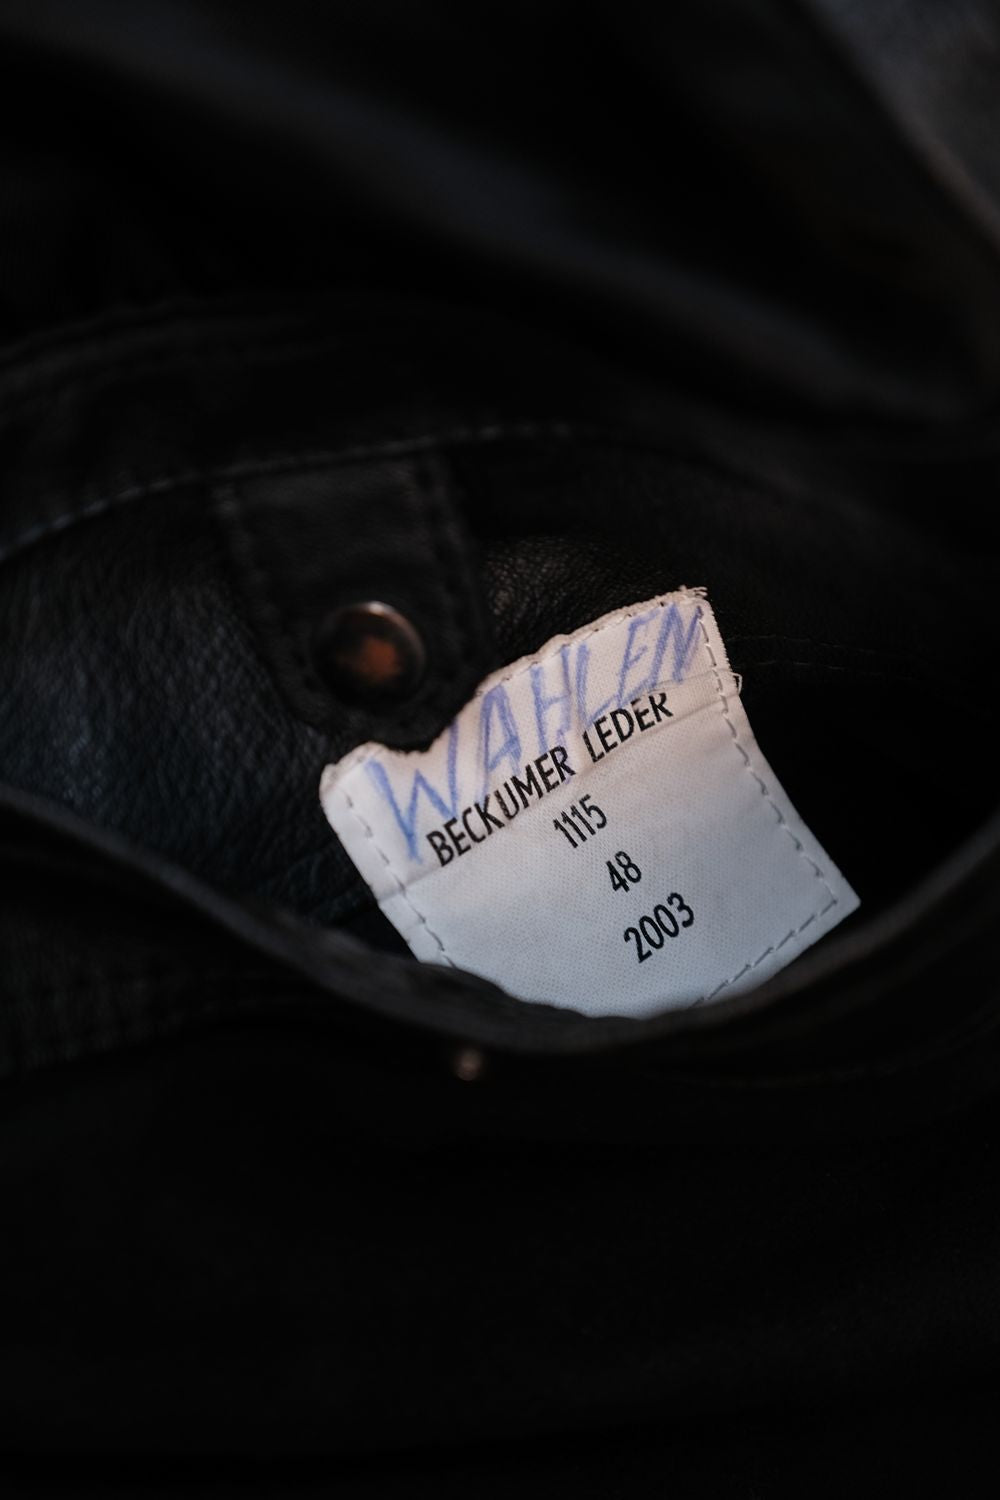 WAHLEN
BECKUMER LEDER
1115
48
2003